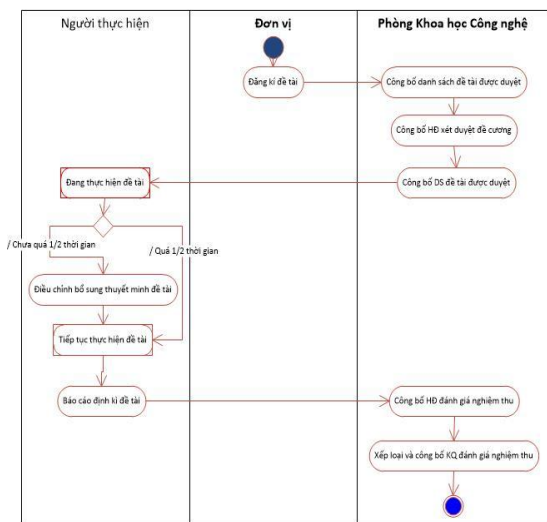 Người thực hiện
Đơn vị
Phòng Khoa học Công nghệ
Đăng kí đề tài
Công bố danh sách đề tài được duyệt
Công bố HĐ xét duyệt đề cương
Đang thực hiện đề tài
Công bố DS đề tài được duyệt
/ Chưa quá 1/2 thời gian
/ Quá 1/2 thời gian
Điều chỉnh bổ sung thuyết minh đề tài
Tiếp tục thực hiện đề tài
Báo cáo định kì đề tài
Công bố HĐ đánh giá nghiệm thu
Xếp loại và công bố KQ đánh giá nghiệm thu